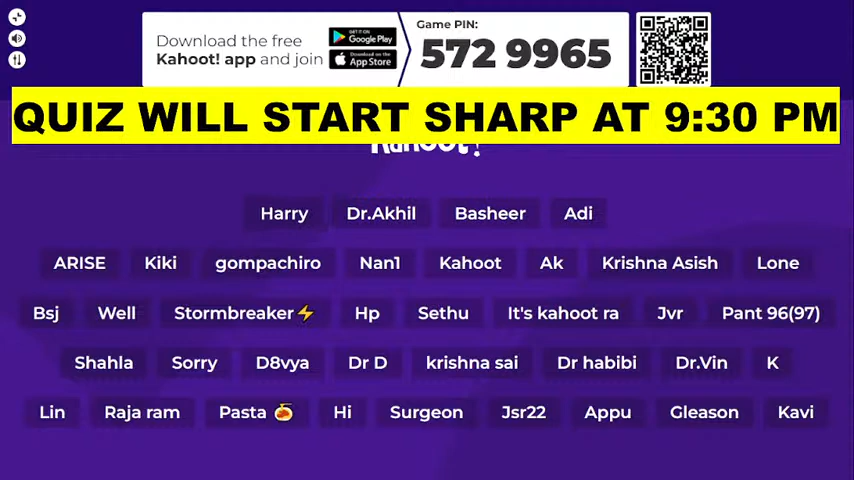 Download the free
Kahoot! app and join
GET IT ON
Google Play
Download on the
App Store
Game PIN:
572 9965
QUIZ WILL START SHARP AT 9:30 PM
Kahoot!
Harry Dr.Akhil Basheer Adi
ARISE Kiki gompachiro Nan1 Kahoot Ak Krishna Asish Lone
Bsj Well Stormbreaker⚡ Hp Sethu It's kahoot ra Jvr Pant 96(97)
Shahla Sorry D8vya Dr D krishna sai Dr habibi Dr.Vin K
Lin Raja ram Pasta 🍝 Hi Surgeon Jsr22 Appu Gleason Kavi